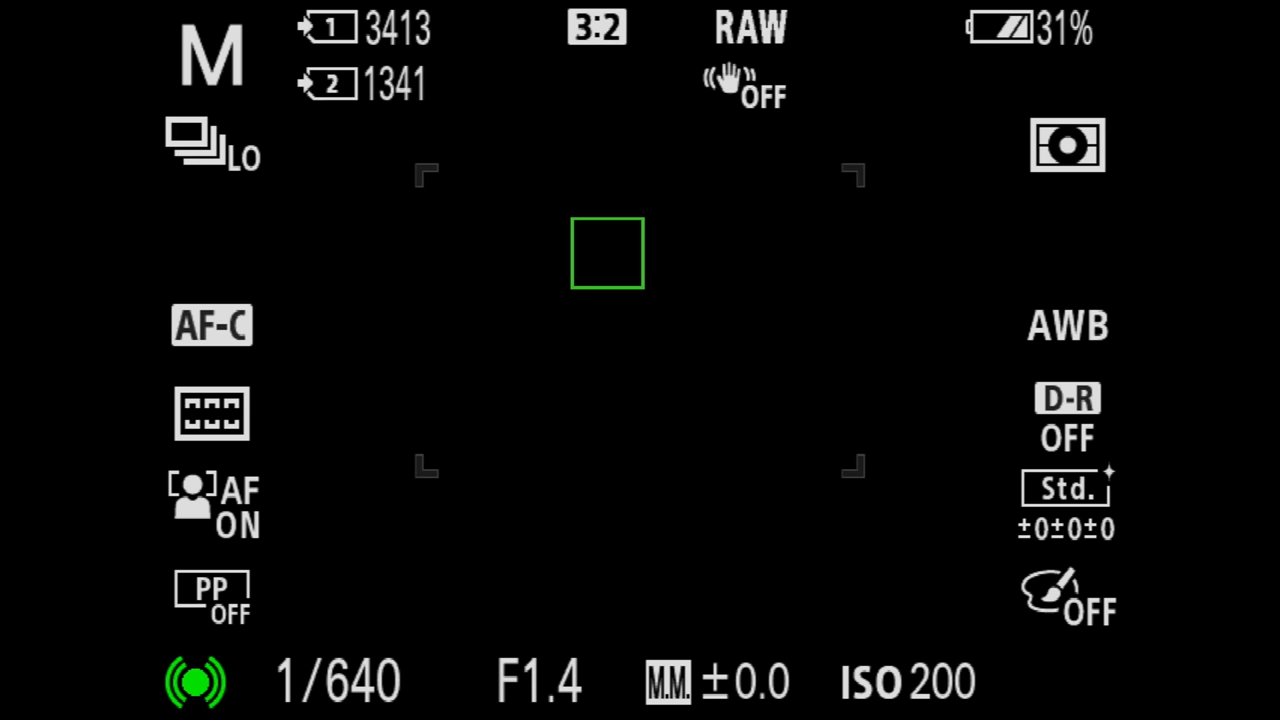 M 1 3413 3:2 RAW 31%
2 1341 OFF
LO
AF-C AWB
D-R
OFF
AF Std.
ON ±0±0±0
PP
OFF OFF
1/640 F1.4 M.M. ±0.0 ISO 200